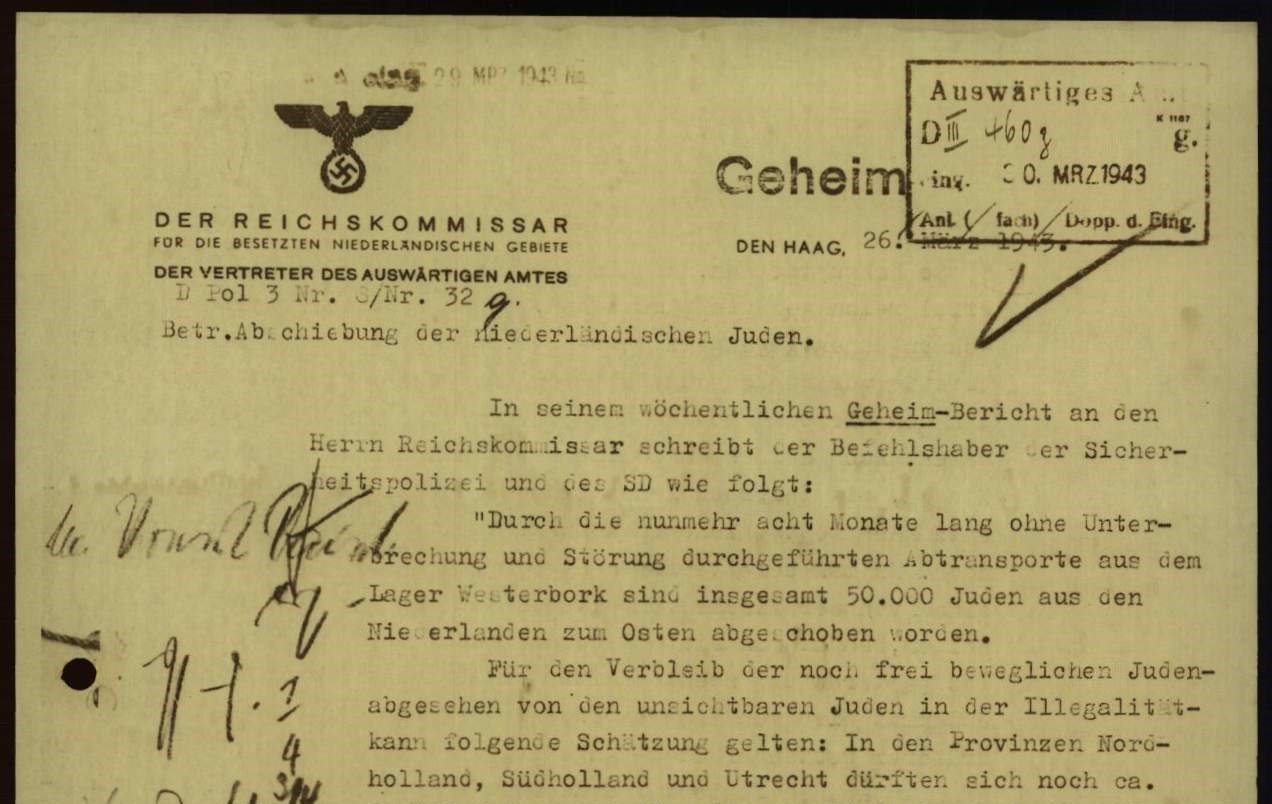 29 MRZ 1943
Auswärtiges
D III 460 g
K 1187
g.
Geheim
eing. 30. MRZ. 1943
Anl. ( fach) Dopp. d. Eing.
DER REICHSKOMMISSAR
FÜR DIE BESETZTEN NIEDERLÄNDISCHEN GEBIETE
DEN HAAG, 26. März 1943.
DER VERTRETER DES AUSWÄRTIGEN AMTES
D Pol 3 Nr. /Nr. 32 g.
Betr. Abschiebung der niederländischen Juden.
In seinem wöchentlichen Geheim-Bericht an den
Herrn Reichskommissar schreibt der Befehlshaber der Sicher-
heitspolizei und des SD wie folgt:
"Durch die nunmehr acht Monate lang ohne Unter-
brechung und Störung durchgeführten Abtransporte aus dem
Lager Westerbork sind insgesamt 50.000 Juden aus den
Niederlanden zum Osten abgeschoben worden.
Für den Verbleib der noch frei beweglichen Juden-
abgesehen von den unsichtbaren Juden in der Illegalität-
kann folgende Schätzung gelten: In den Provinzen Nord-
holland, Südholland und Utrecht dürften sich noch ca.